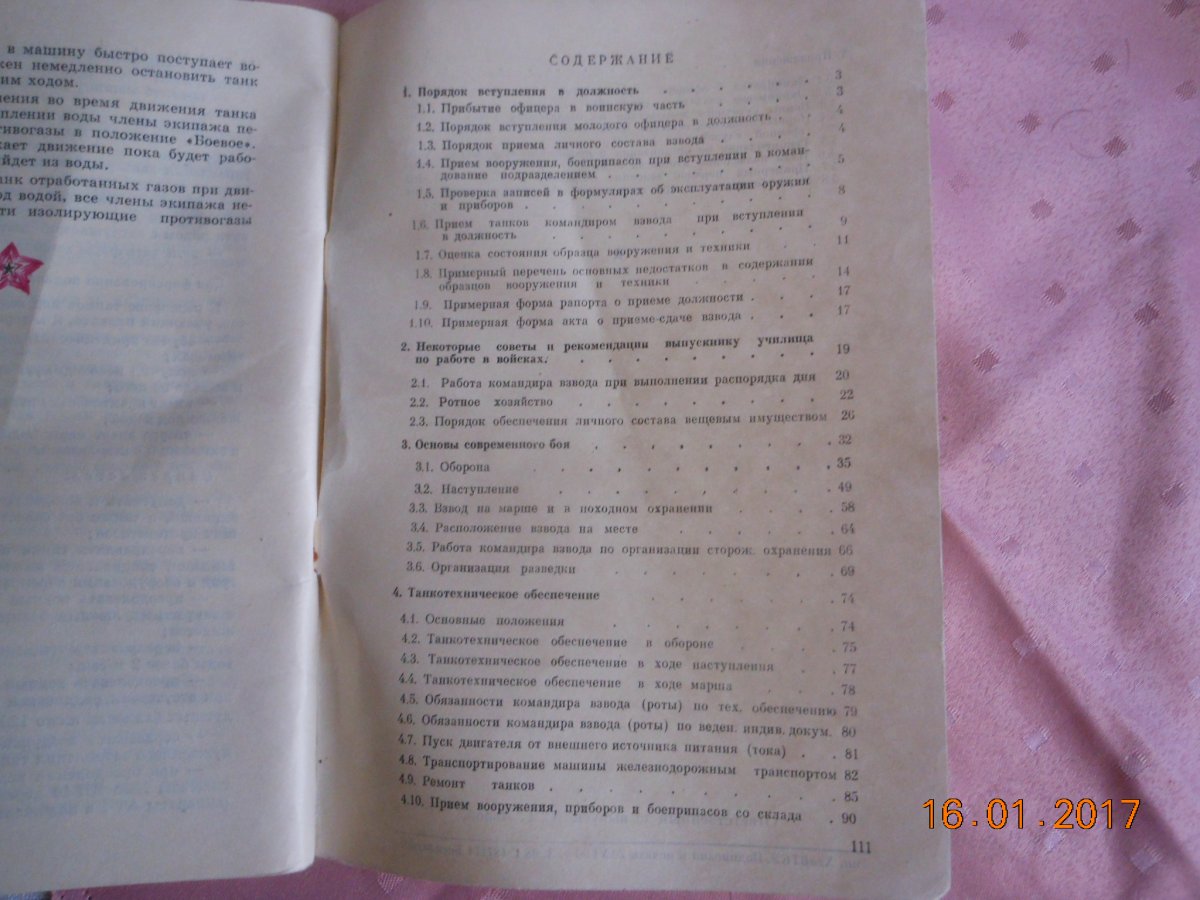 в машину быстро поступает во-
жен немедленно остановить танк
им ходом.
ения во время движения танка
плении воды члены экипажа пе-
тивогазы в положение «Боевое».
жает движение пока будет рабо-
йдет из воды.
анк отработанных газов при дви-
од водой, все члены экипажа не-
ти изолирующие противогазы
СОДЕРЖАНИЕ
1. Порядок вступления в должность . . . . . . 3
1.1. Прибытие офицера в воинскую часть . . . . 3
1.2. Порядок вступления молодого офицера в должность . . 4
1.3. Порядок приема личного состава взвода . . . . 4
1.4. Прием вооружения, боеприпасов при вступлении в коман-
дование подразделением . . . . . . . 5
1.5. Проверка записей в формулярах об эксплуатации оружия
и приборов . . . . . . . . . . 8
1.6. Прием танков командиром взвода при вступлении
в должность . . . . . . . . . 9
1.7. Оценка состояния образца вооружения и техники . . 11
1.8. Примерный перечень основных недостатков в содержании
образцов вооружения и техники . . . . . 14
1.9. Примерная форма рапорта о приеме должности . . . 17
1.10. Примерная форма акта о приеме-сдаче взвода . . . 17
2. Некоторые советы и рекомендации выпускнику училища
по работе в войсках. . . . . . . . . 19
2.1. Работа командира взвода при выполнении распорядка дня 20
2.2. Ротное хозяйство . . . . . . . . 22
2.3. Порядок обеспечения личного состава вещевым имуществом 26
3. Основы современного боя . . . . . . . . 32
3.1. Оборона . . . . . . . . . . . 35
3.2. Наступление . . . . . . . . . . 49
3.3. Взвод на марше и в походном охранении . . . . 58
3.4. Расположение взвода на месте . . . . . . 64
3.5. Работа командира взвода по организации сторож. охранения 66
3.6. Организация разведки . . . . . . . . 69
4. Танкотехническое обеспечение . . . . . . . 74
4.1. Основные положения . . . . . . . . 74
4.2. Танкотехническое обеспечение в обороне . . . . 75
4.3. Танкотехническое обеспечение в ходе наступления . . 77
4.4. Танкотехническое обеспечение в ходе марша . . . 78
4.5. Обязанности командира взвода (роты) по тех. обеспечению 79
4.6. Обязанности командира взвода (роты) по веден. индив. докум. 80
4.7. Пуск двигателя от внешнего источника питания (тока) . . 81
4.8. Транспортирование машины железнодорожным транспортом 82
4.9. Ремонт танков . . . . . . . . . . 85
4.10. Прием вооружения, приборов и боеприпасов со склада . 90
111
16.01.2017